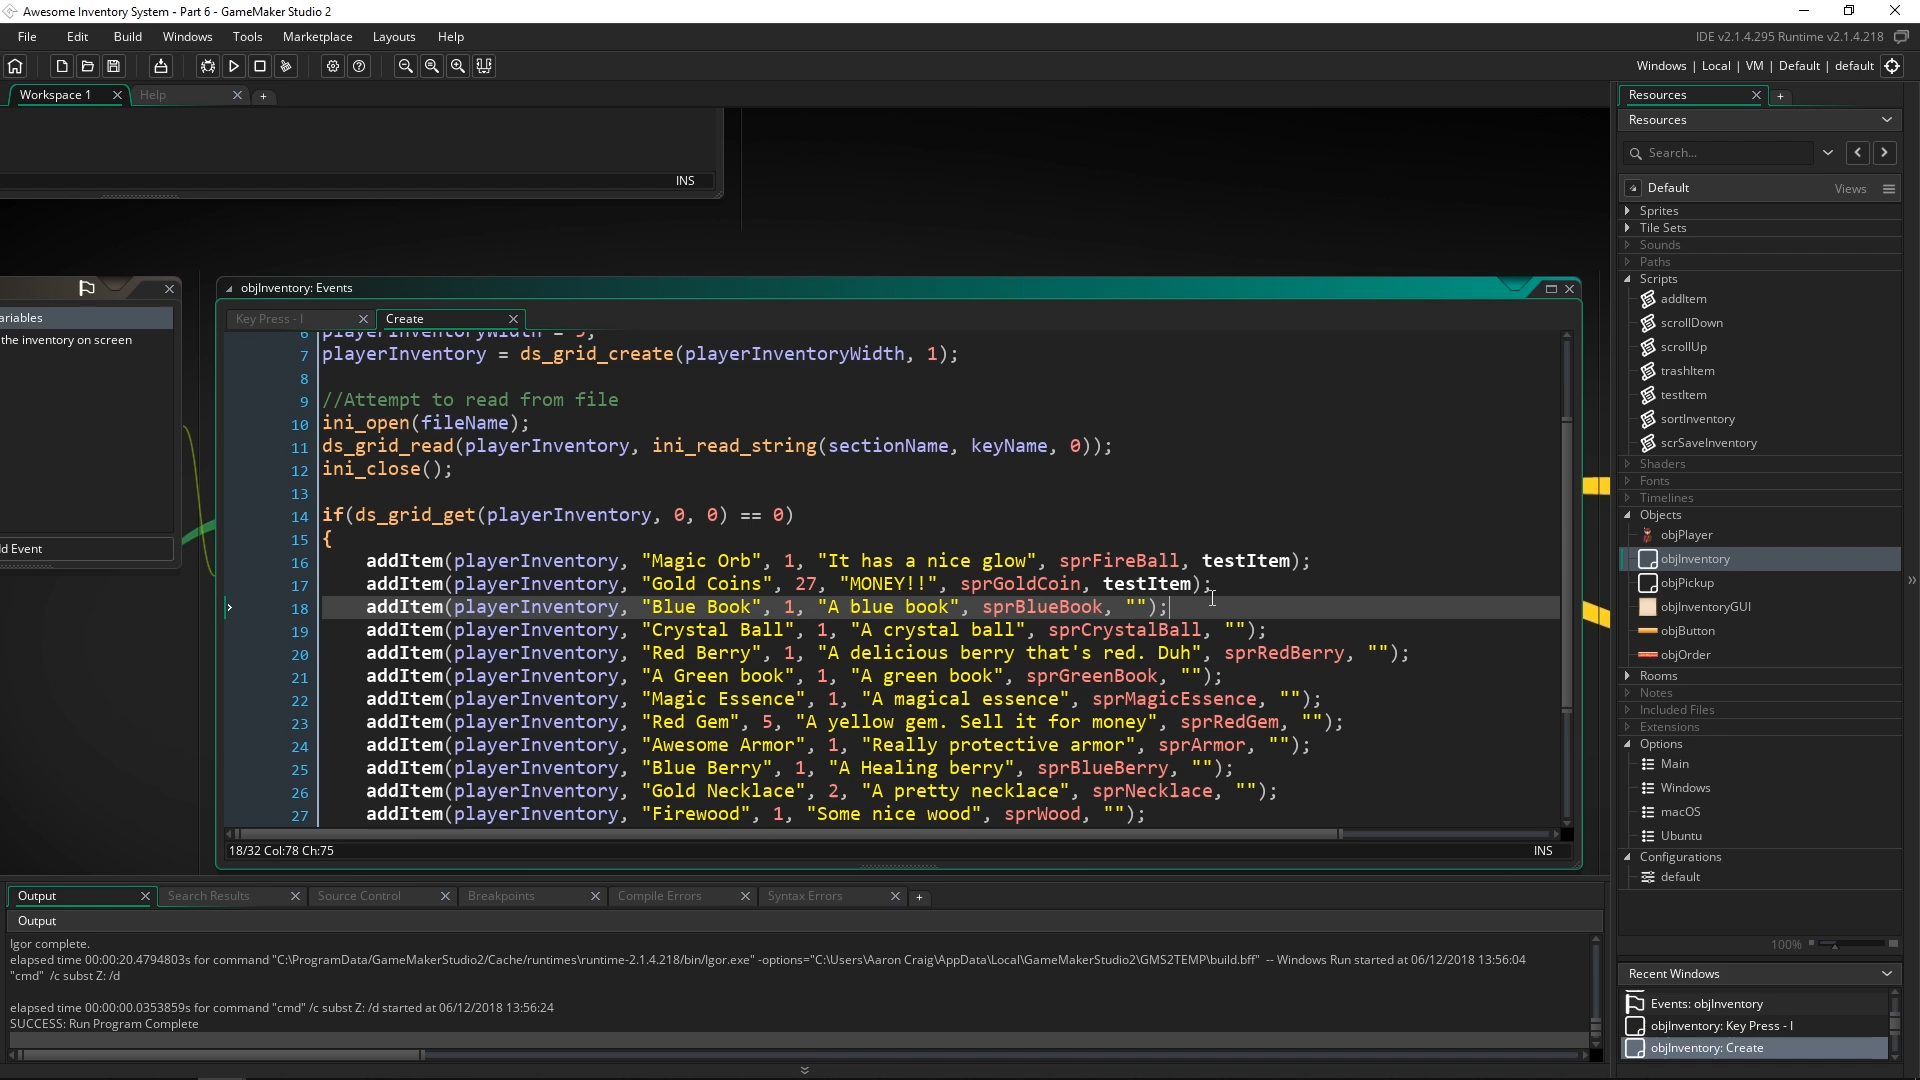 Awesome Inventory System - Part 6 - GameMaker Studio 2
File Edit Build Windows Tools Marketplace Layouts Help
IDE v2.1.4.295 Runtime v2.1.4.218
Windows | Local | VM | Default | default
Workspace 1
Help
INS
ariables
the inventory on screen
d Event
objInventory: Events
Key Press - I
Create
6 playerInventoryWidth = 5;
7 playerInventory = ds_grid_create(playerInventoryWidth, 1);
8
9 //Attempt to read from file
10 ini_open(fileName);
11 ds_grid_read(playerInventory, ini_read_string(sectionName, keyName, 0));
12 ini_close();
13
14 if(ds_grid_get(playerInventory, 0, 0) == 0)
15 {
16 addItem(playerInventory, "Magic Orb", 1, "It has a nice glow", sprFireBall, testItem);
17 addItem(playerInventory, "Gold Coins", 27, "MONEY!!", sprGoldCoin, testItem);
18 addItem(playerInventory, "Blue Book", 1, "A blue book", sprBlueBook, "");
19 addItem(playerInventory, "Crystal Ball", 1, "A crystal ball", sprCrystalBall, "");
20 addItem(playerInventory, "Red Berry", 1, "A delicious berry that's red. Duh", sprRedBerry, "");
21 addItem(playerInventory, "A Green book", 1, "A green book", sprGreenBook, "");
22 addItem(playerInventory, "Magic Essence", 1, "A magical essence", sprMagicEssence, "");
23 addItem(playerInventory, "Red Gem", 5, "A yellow gem. Sell it for money", sprRedGem, "");
24 addItem(playerInventory, "Awesome Armor", 1, "Really protective armor", sprArmor, "");
25 addItem(playerInventory, "Blue Berry", 1, "A Healing berry", sprBlueBerry, "");
26 addItem(playerInventory, "Gold Necklace", 2, "A pretty necklace", sprNecklace, "");
27 addItem(playerInventory, "Firewood", 1, "Some nice wood", sprWood, "");
18/32 Col:78 Ch:75
INS
Output
Search Results
Source Control
Breakpoints
Compile Errors
Syntax Errors
Output
Igor complete.
elapsed time 00:00:20.4794803s for command "C:\ProgramData/GameMakerStudio2/Cache/runtimes\runtime-2.1.4.218/bin/Igor.exe" -options="C:\Users\Aaron Craig\AppData\Local\GameMakerStudio2\GMS2TEMP\build.bff" -- Windows Run started at 06/12/2018 13:56:04
"cmd" /c subst Z: /d
elapsed time 00:00:00.0353859s for command "cmd" /c subst Z: /d started at 06/12/2018 13:56:24
SUCCESS: Run Program Complete
Resources
Resources
Search...
Default
Views
Sprites
Tile Sets
Sounds
Paths
Scripts
addItem
scrollDown
scrollUp
trashItem
testItem
sortInventory
scrSaveInventory
Shaders
Fonts
Timelines
Objects
objPlayer
objInventory
objPickup
objInventoryGUI
objButton
objOrder
Rooms
Notes
Included Files
Extensions
Options
Main
Windows
macOS
Ubuntu
Configurations
default
100%
Recent Windows
Events: objInventory
objInventory: Key Press - I
objInventory: Create